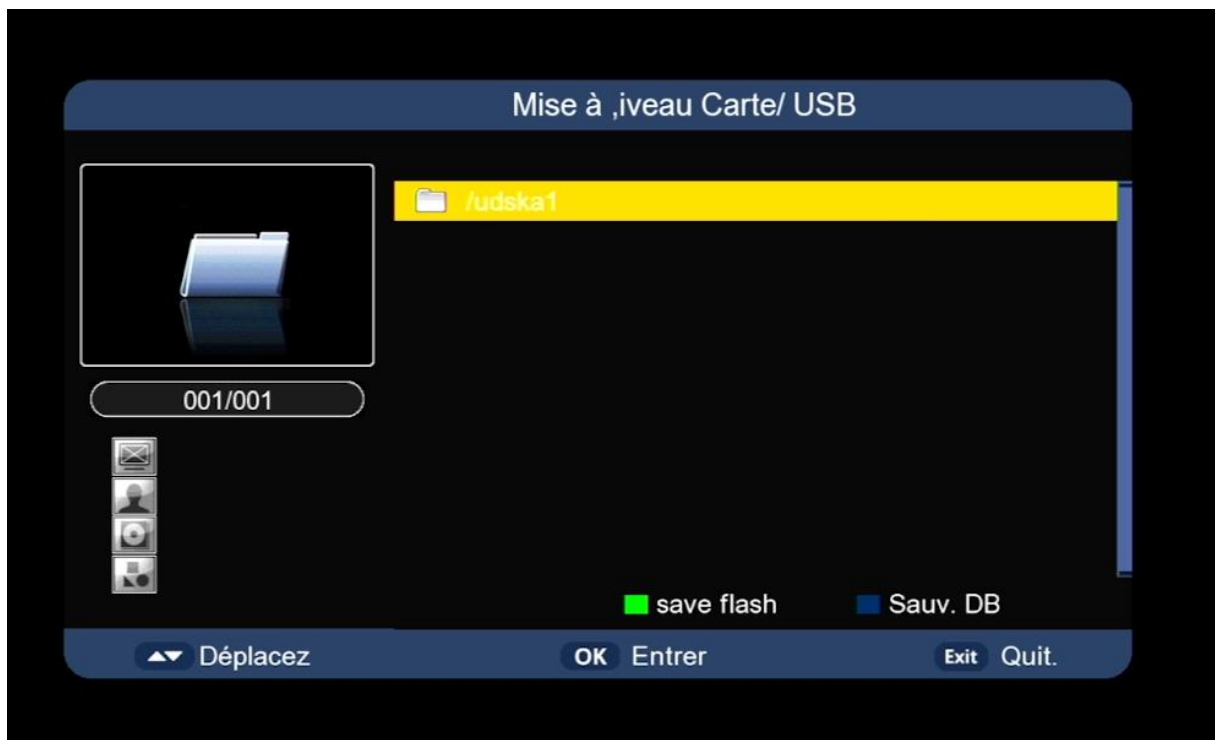 Mise à ,iveau Carte/ USB
/udska1
001/001
save flash Sauv. DB
Déplacez OK Entrer Exit Quit.